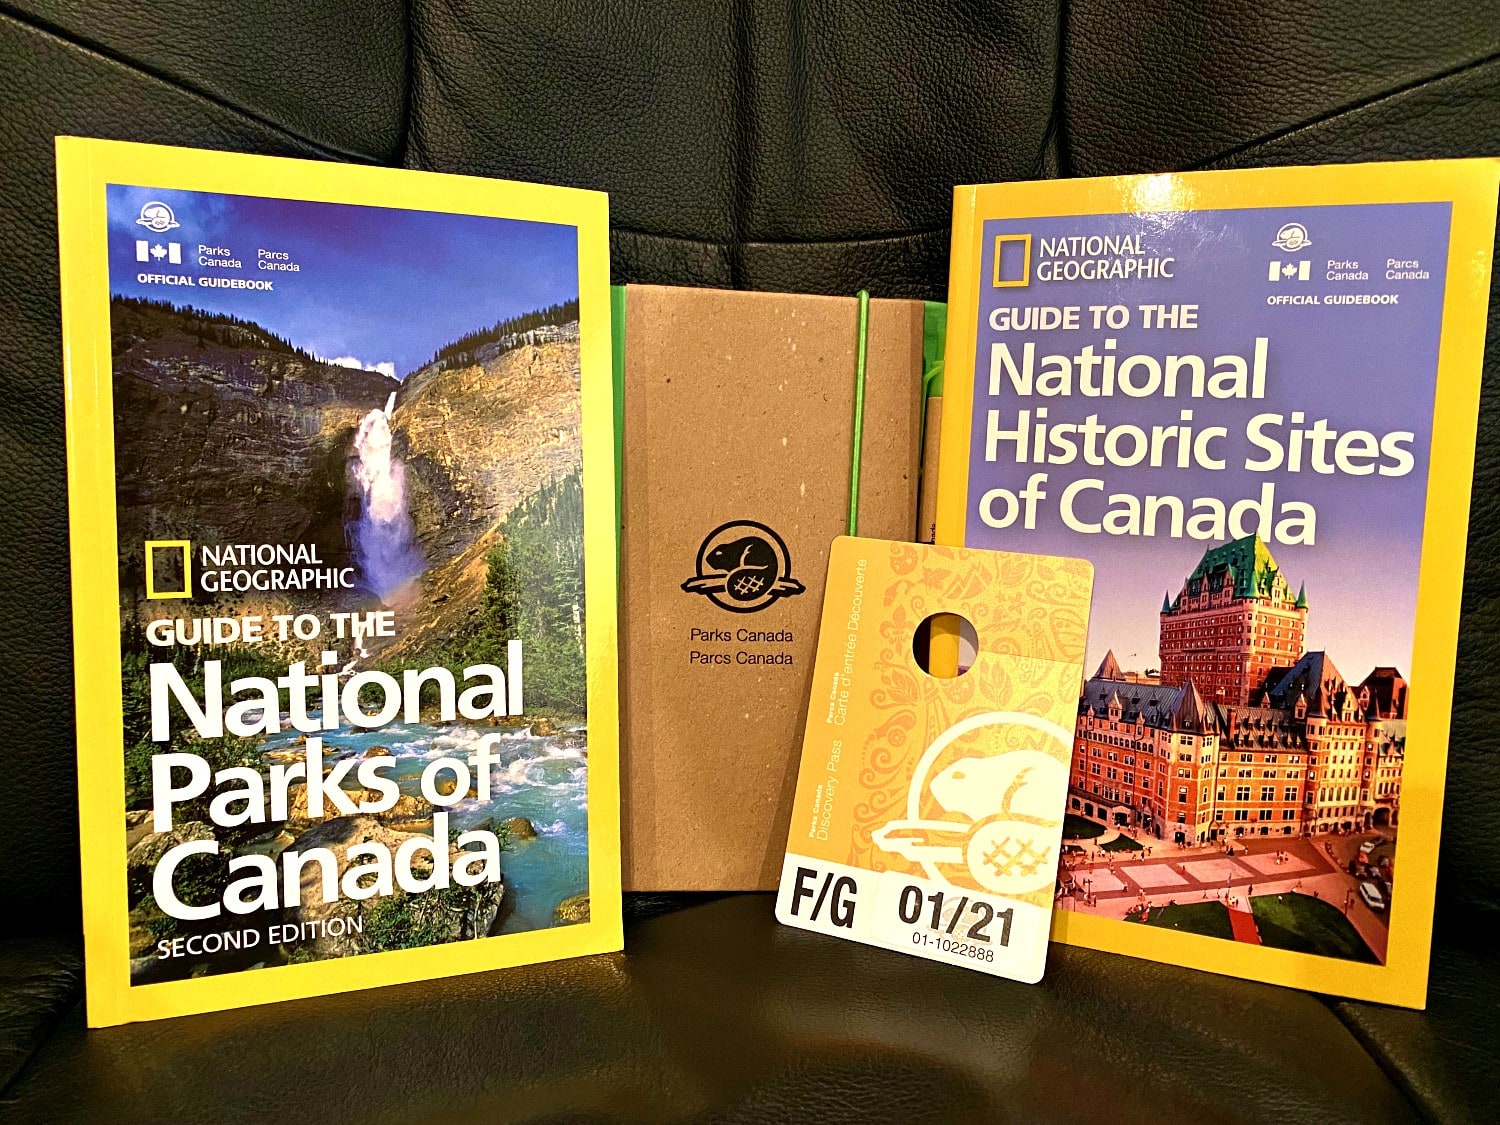 Parks Canada
Parcs Canada
OFFICIAL GUIDEBOOK
NATIONAL
GEOGRAPHIC
GUIDE TO THE
National
Parks of
Canada
SECOND EDITION
Parks Canada
Parcs Canada
Parks Canada
Discovery Pass
Parcs Canada
Carte d'entrée Découverte
F/G
01/21
01-1022888
NATIONAL
GEOGRAPHIC
Parks Canada
Parcs Canada
OFFICIAL GUIDEBOOK
GUIDE TO THE
National
Historic Sites
of Canada